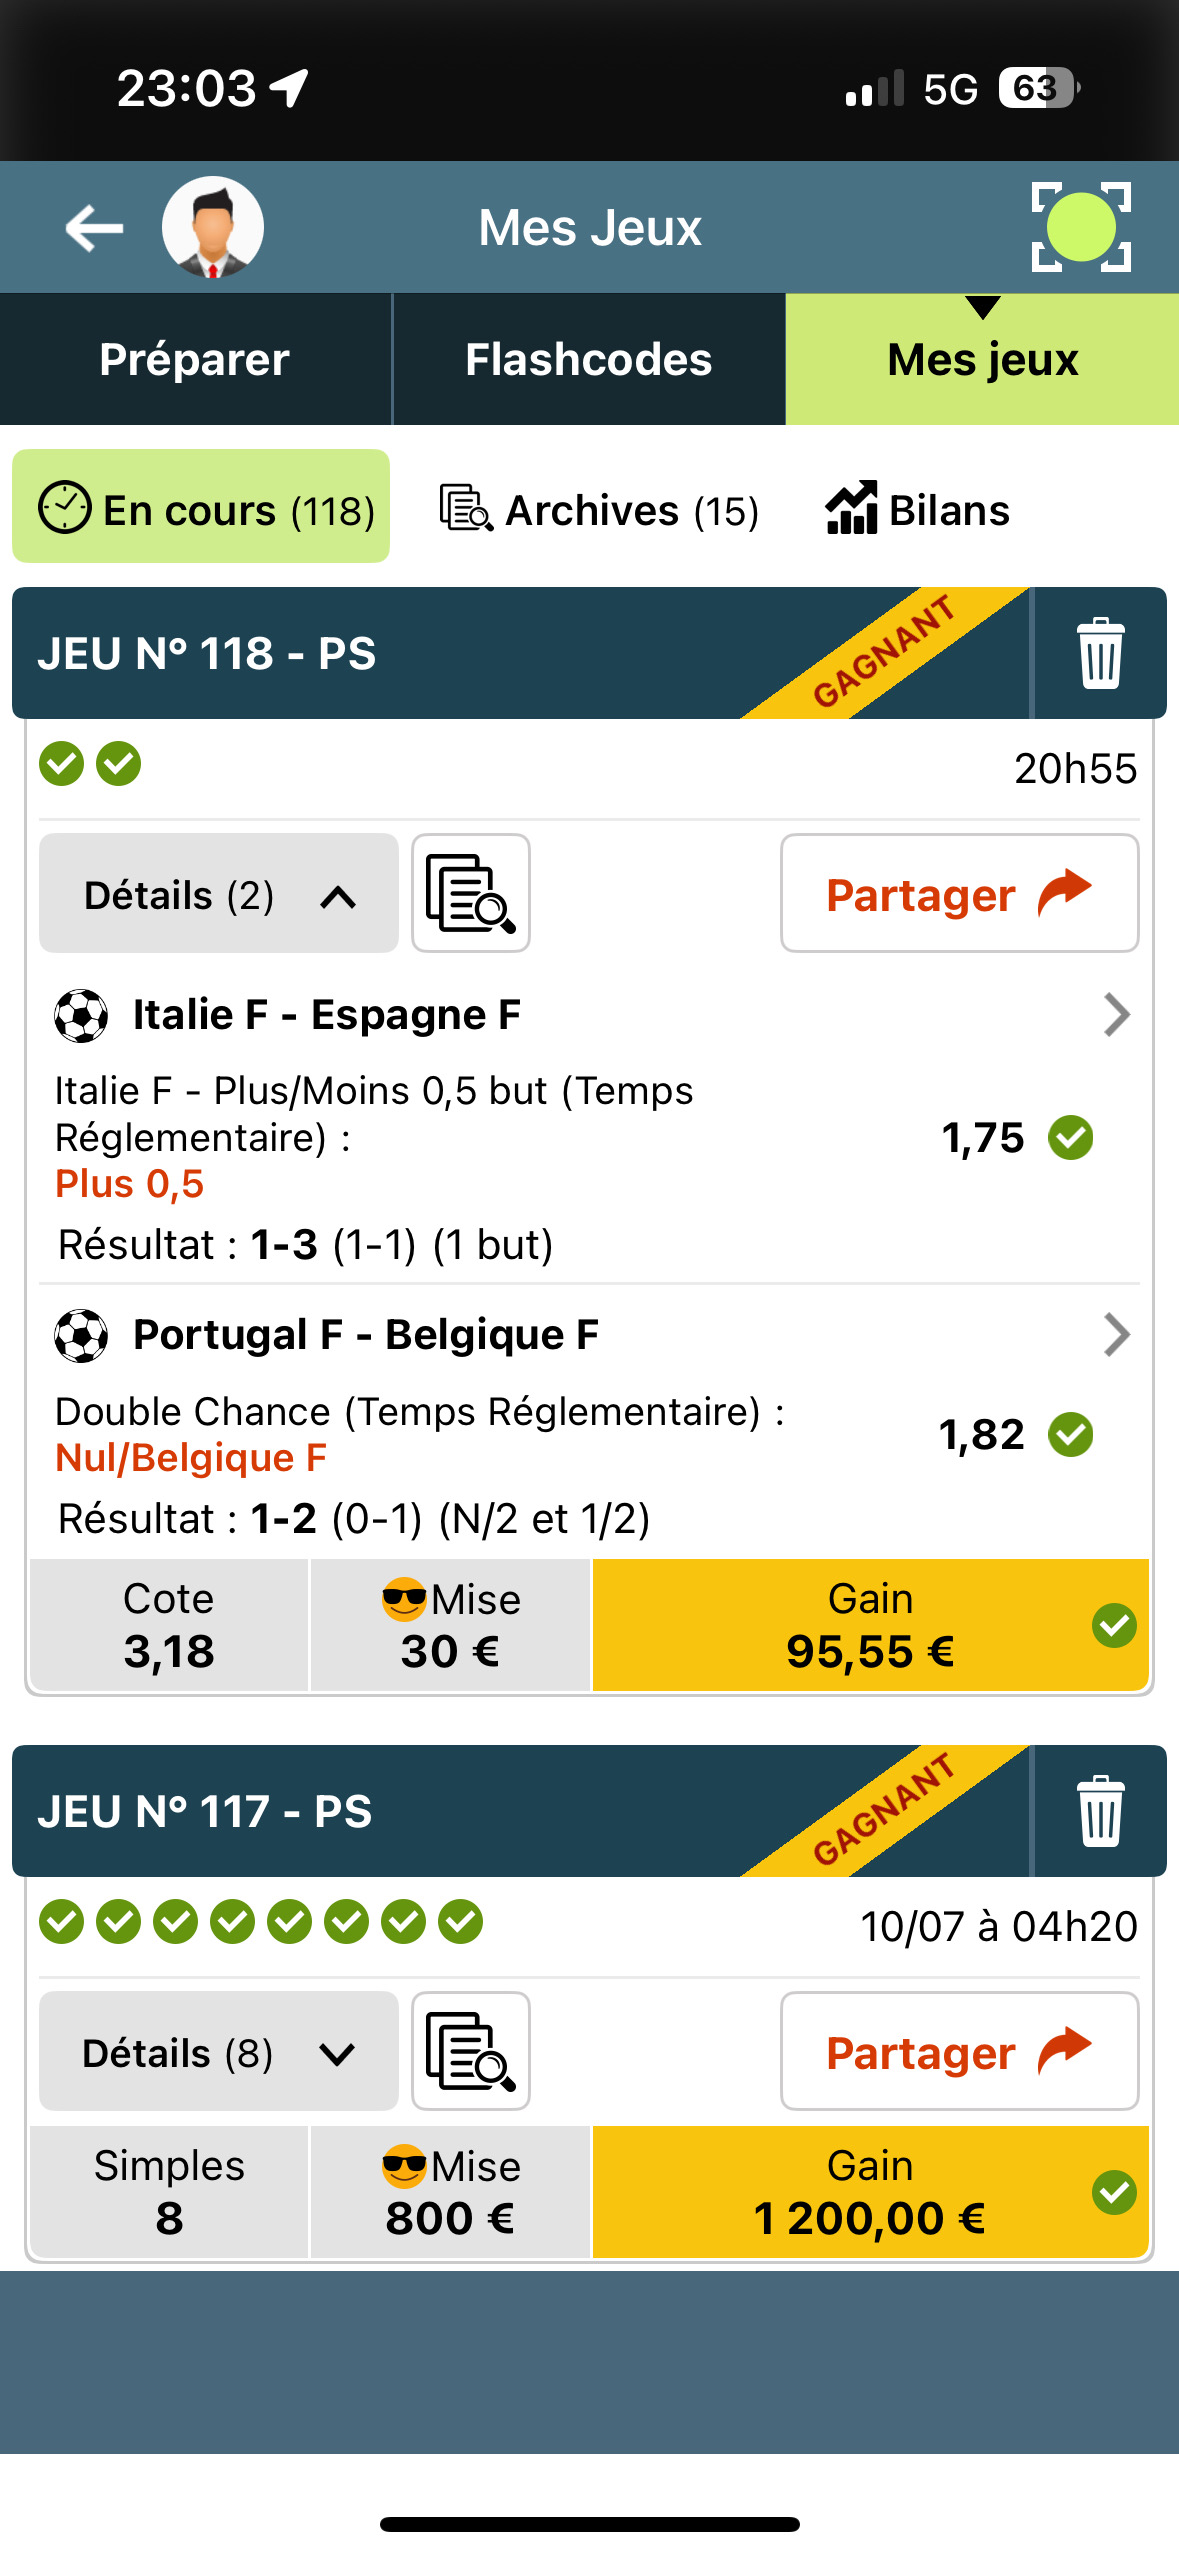 23:03
5G
63
Mes Jeux
Préparer
Flashcodes
Mes jeux
En cours (118)
Archives (15)
Bilans
JEU N° 118 - PS
GAGNANT
20h55
Détails (2)
Partager
Italie F - Espagne F
Italie F - Plus/Moins 0,5 but (Temps
Réglementaire) :
1,75
Plus 0,5
Résultat : 1-3 (1-1) (1 but)
Portugal F - Belgique F
Double Chance (Temps Réglementaire) :
1,82
Nul/Belgique F
Résultat : 1-2 (0-1) (N/2 et 1/2)
Cote
3,18
Mise
30 €
Gain
95,55 €
JEU N° 117 - PS
GAGNANT
10/07 à 04h20
Détails (8)
Partager
Simples
8
Mise
800 €
Gain
1 200,00 €